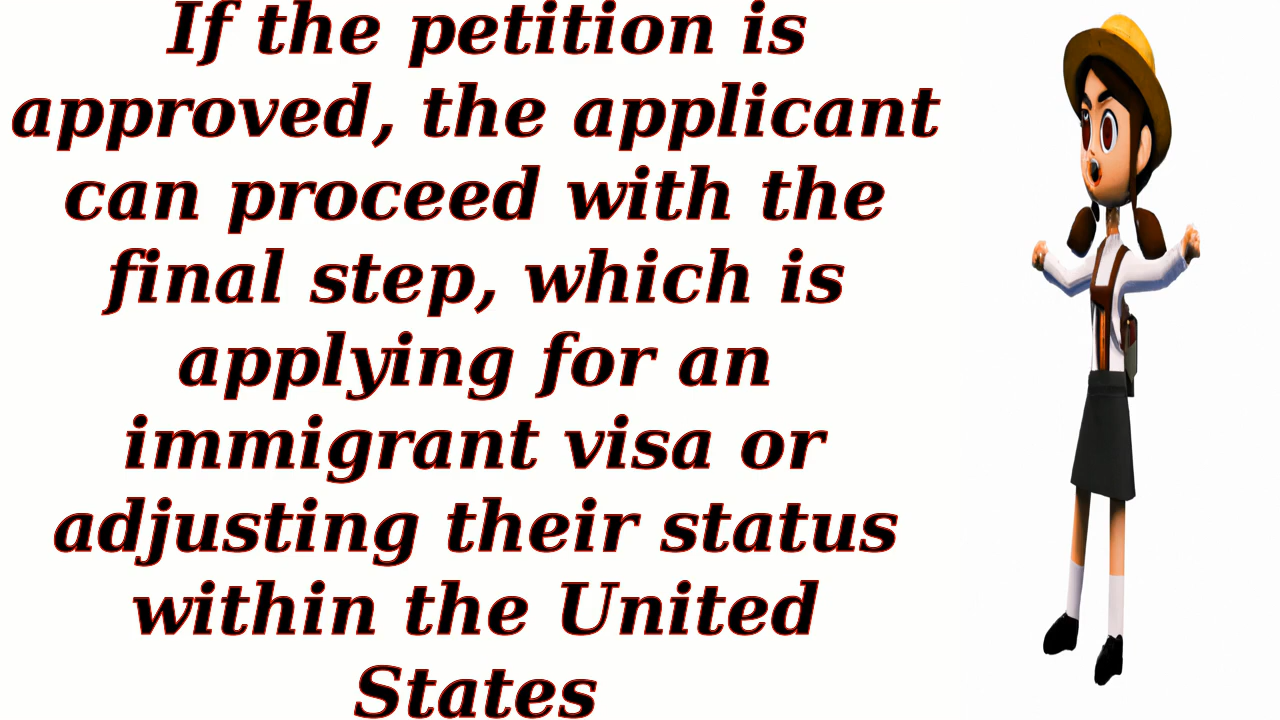 If the petition is
approved, the applicant
can proceed with the
final step, which is
applying for an
immigrant visa or
adjusting their status
within the United
States